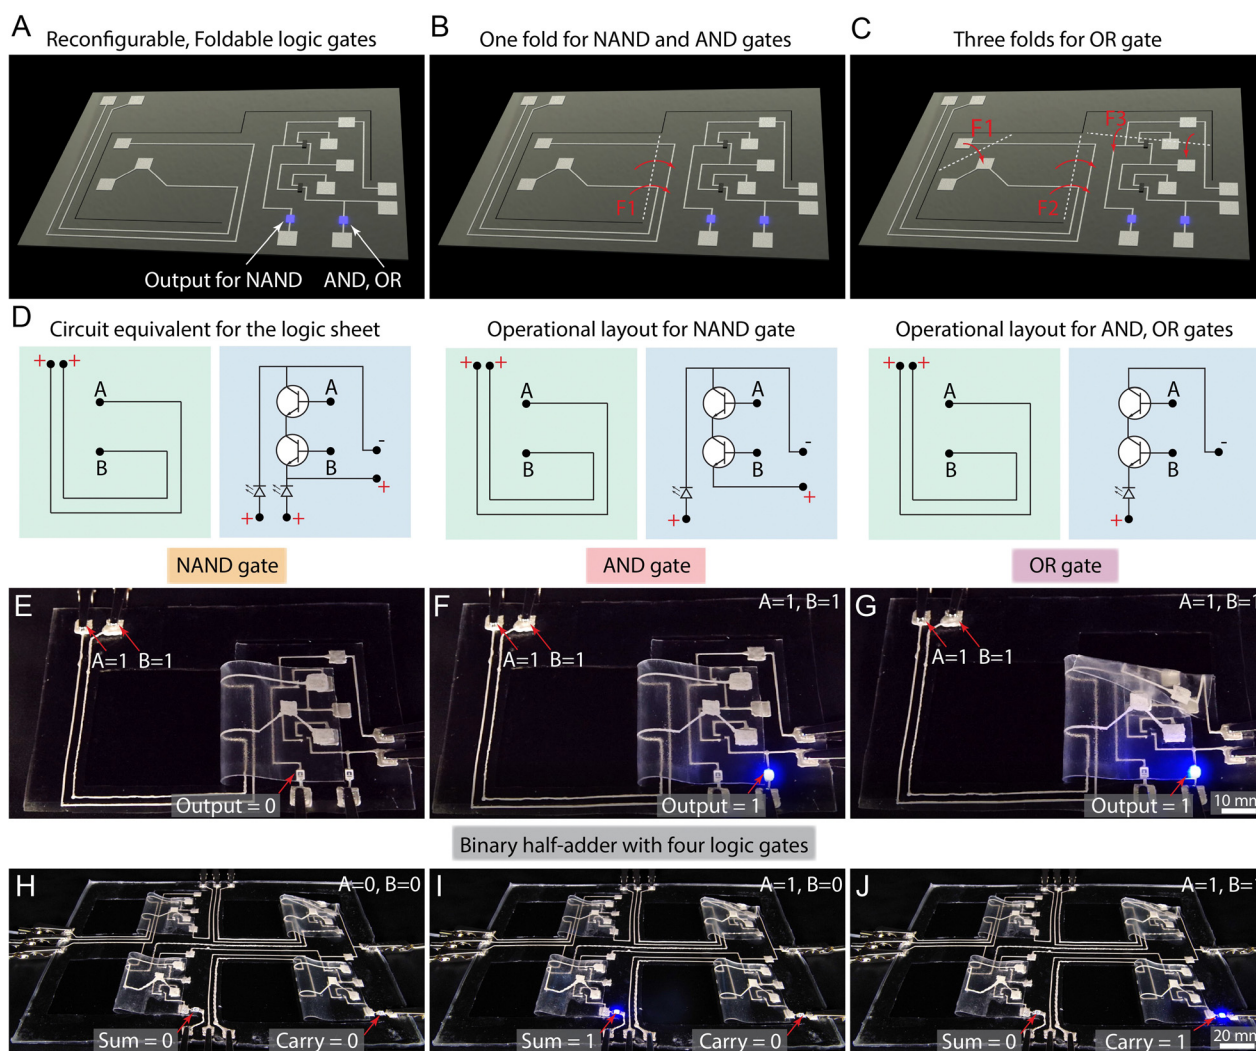 A
Reconfigurable, Foldable logic gates
Output for NAND
AND, OR
B
One fold for NAND and AND gates
F1
C
Three folds for OR gate
F1
F3
F2
D
Circuit equivalent for the logic sheet
+ +
A
B
A
B
-
+
+ +
Operational layout for NAND gate
+ +
A
B
A
B
-
+
+
Operational layout for AND, OR gates
+ +
A
B
A
B
-
+
NAND gate
AND gate
OR gate
E
A=1 B=1
Output = 0
F
A=1, B=1
A=1 B=1
Output = 1
G
A=1, B=1
A=1 B=1
Output = 1
10 mm
Binary half-adder with four logic gates
H
A=0, B=0
Sum = 0
Carry = 0
I
A=1, B=0
Sum = 1
Carry = 0
J
A=1, B=1
Sum = 0
Carry = 1
20 mm